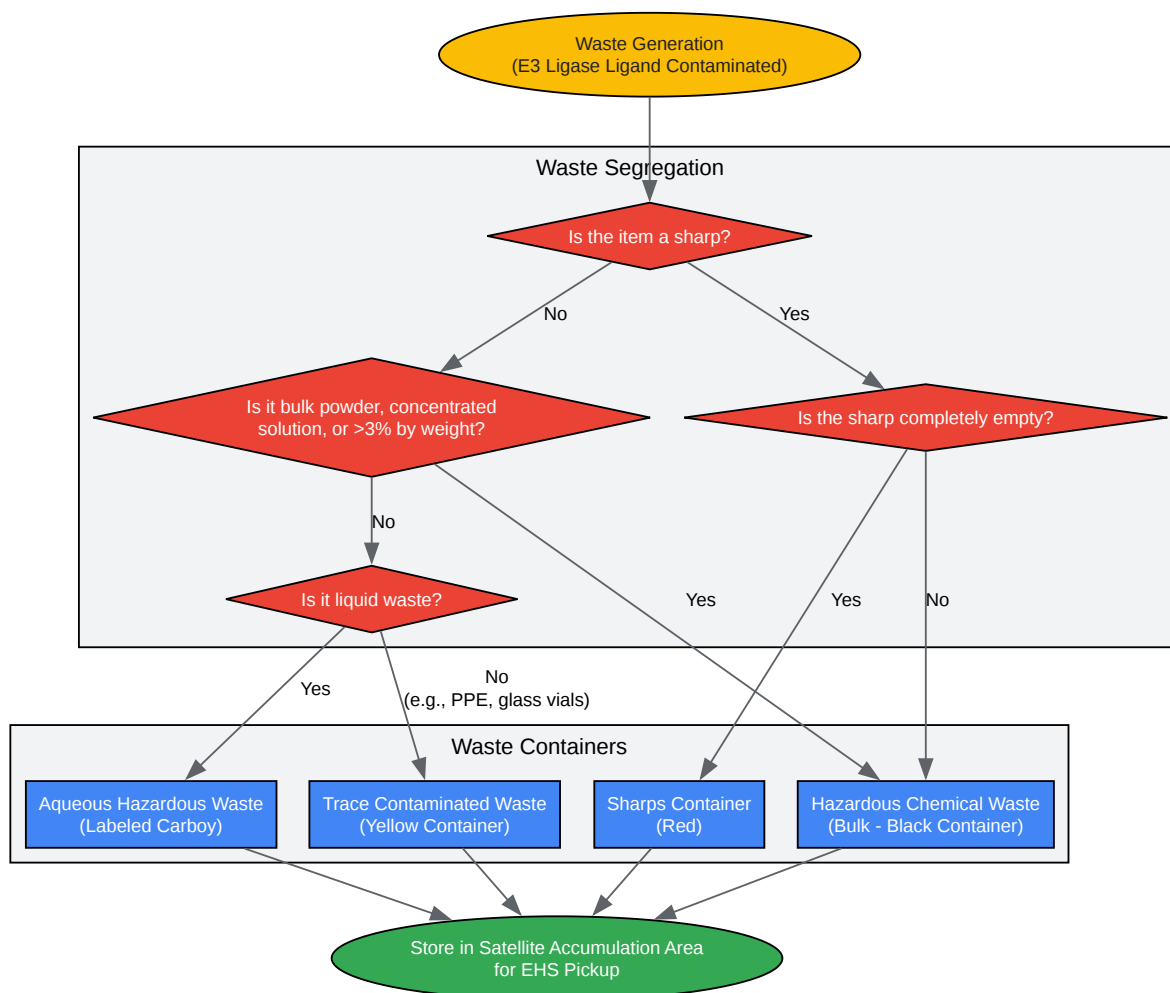 Waste Generation
(E3 Ligase Ligand Contaminated)
Waste Segregation
Is the item a sharp?
No
Yes
Is it bulk powder, concentrated
solution, or >3% by weight?
Is the sharp completely empty?
No
Is it liquid waste?
Yes
Yes
No
Yes
No
(e.g., PPE, glass vials)
Waste Containers
Aqueous Hazardous Waste
(Labeled Carboy)
Trace Contaminated Waste
(Yellow Container)
Sharps Container
(Red)
Hazardous Chemical Waste
(Bulk - Black Container)
Store in Satellite Accumulation Area
for EHS Pickup